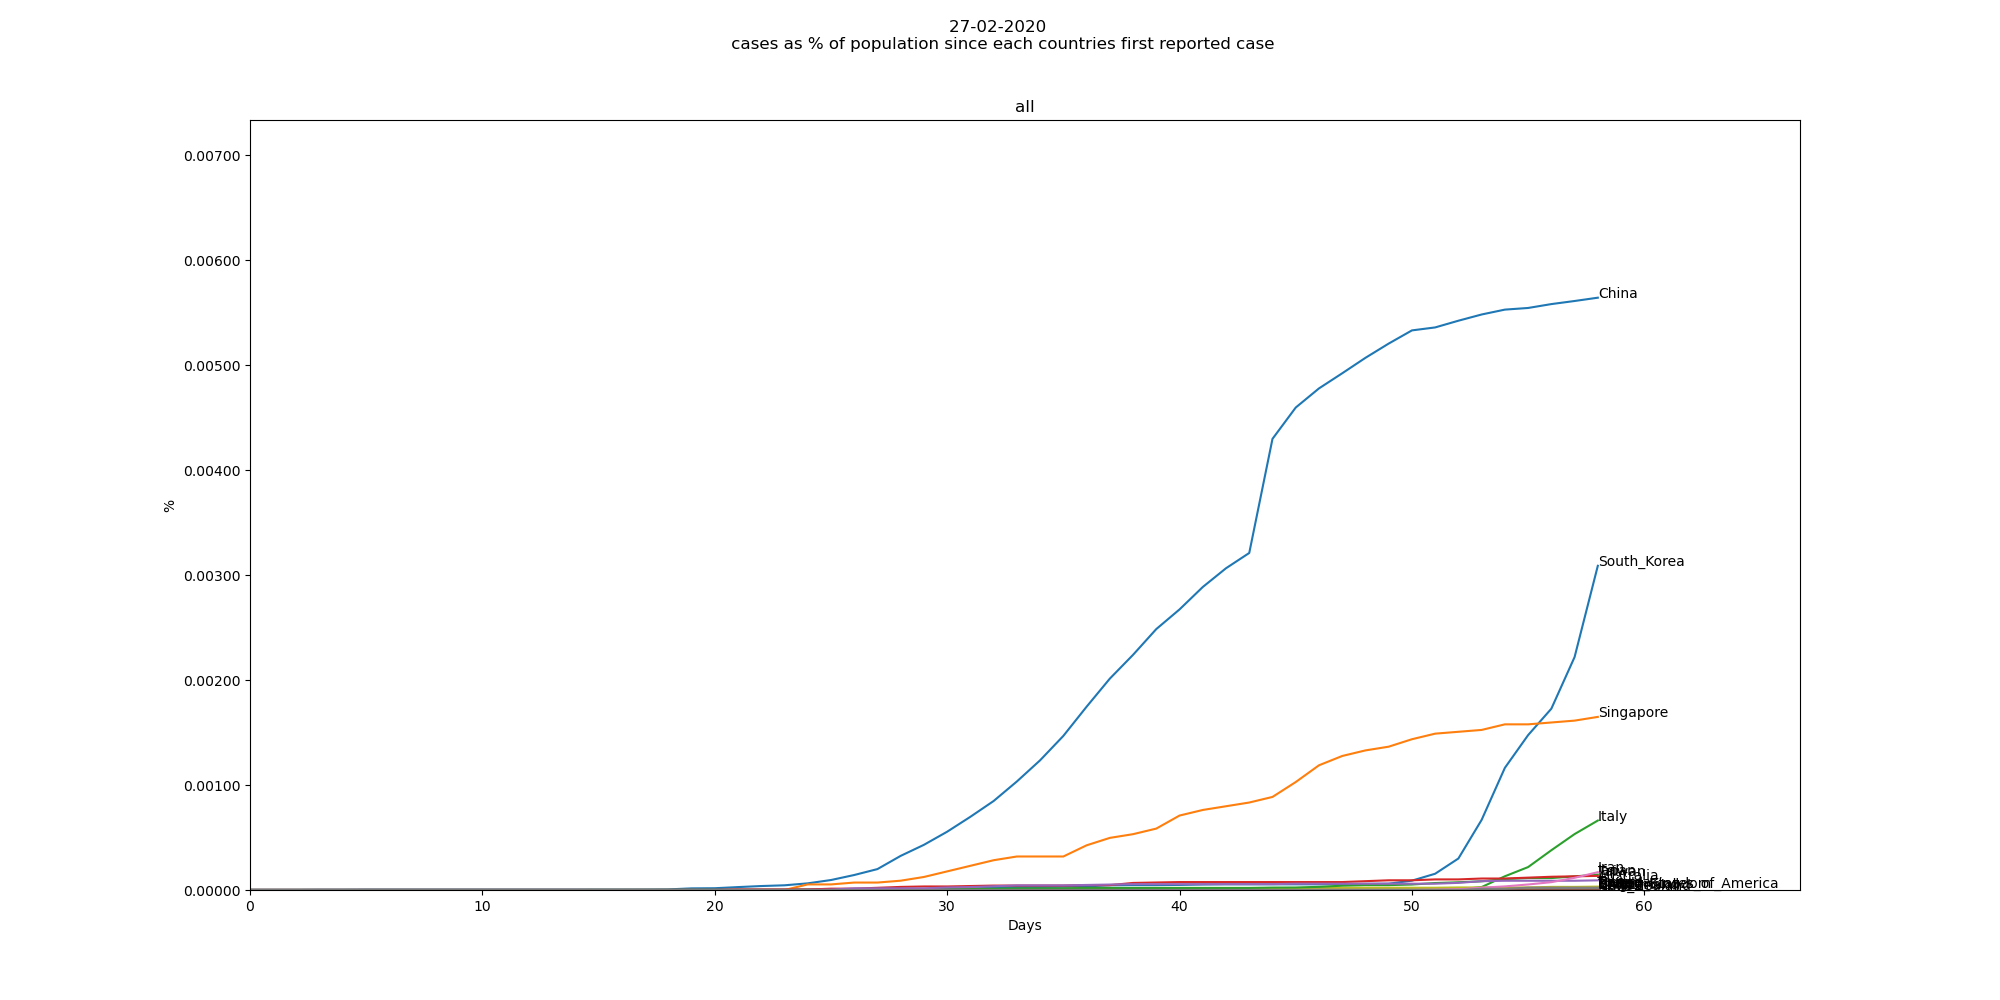 27-02-2020
cases as % of population since each countries first reported case
all
0.00700
0.00600
0.00500
0.00400
0.00300
0.00200
0.00100
0.00000
%
China
South_Korea
Singapore
Italy
Iran
of_America
0 10 20 30 40 50 60
Days